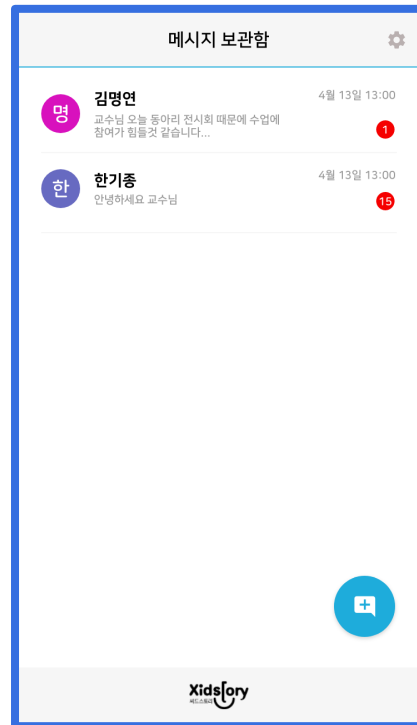 메시지 보관함
명
김명연
4월 13일 13:00
교수님 오늘 동아리 전시회 때문에 수업에
참여가 힘들것 같습니다...
1
한
한기종
4월 13일 13:00
안녕하세요 교수님
15
Xidstory